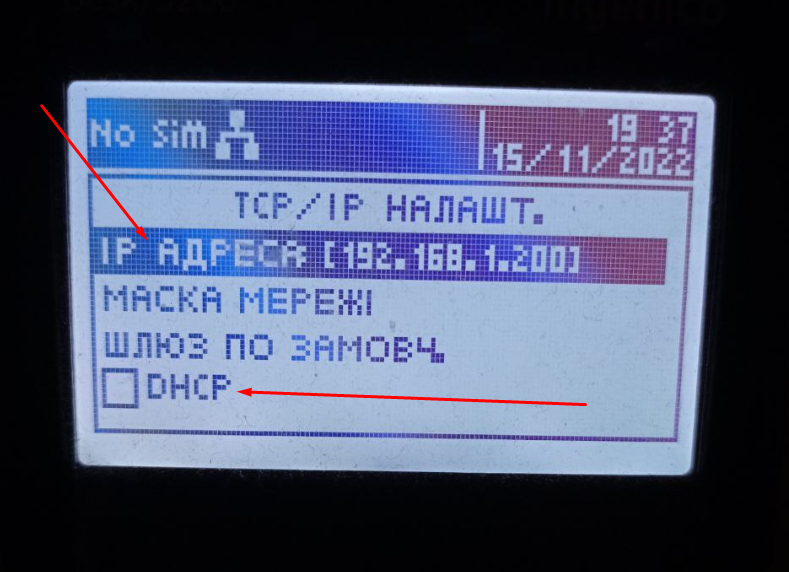 No SiM
19 37
15/11/2022
TCP/IP НАЛАШТ.
IP АДРЕСА [192.168.1.200]
МАСКА МЕРЕЖІ
ШЛЮЗ ПО ЗАМОВЧ.
DHCP